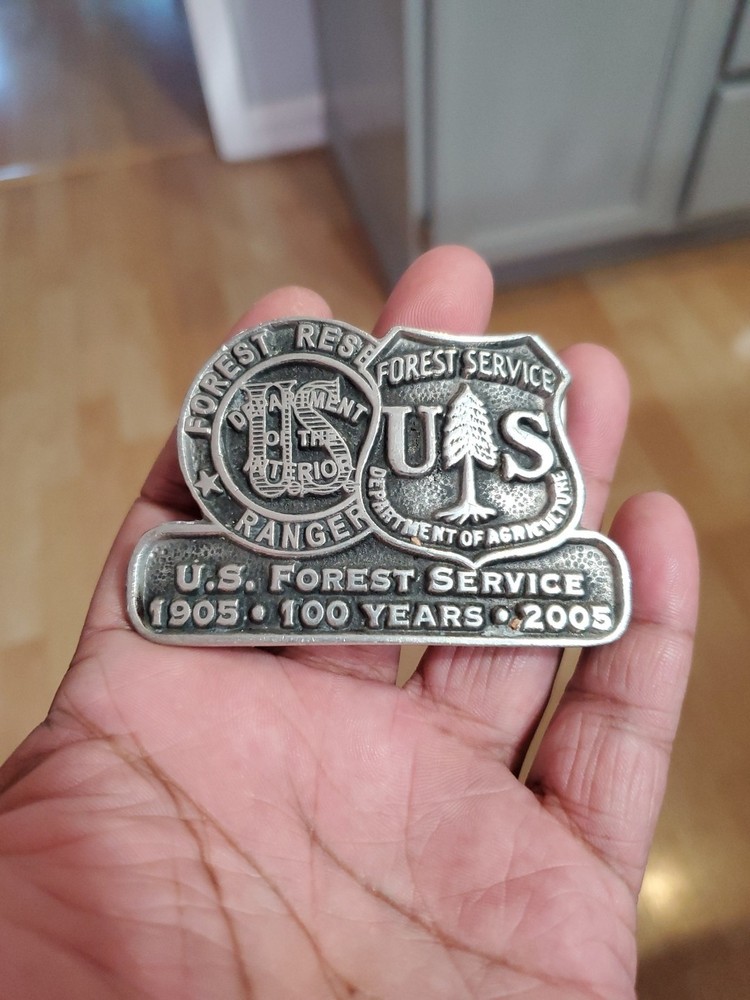 FOREST RESE
US
DEPARTMENT
OF THE
INTERIOR
RANGER
FOREST SERVICE
U S
DEPARTMENT OF AGRICULTURE
U.S. FOREST SERVICE
1905 • 100 YEARS • 2005